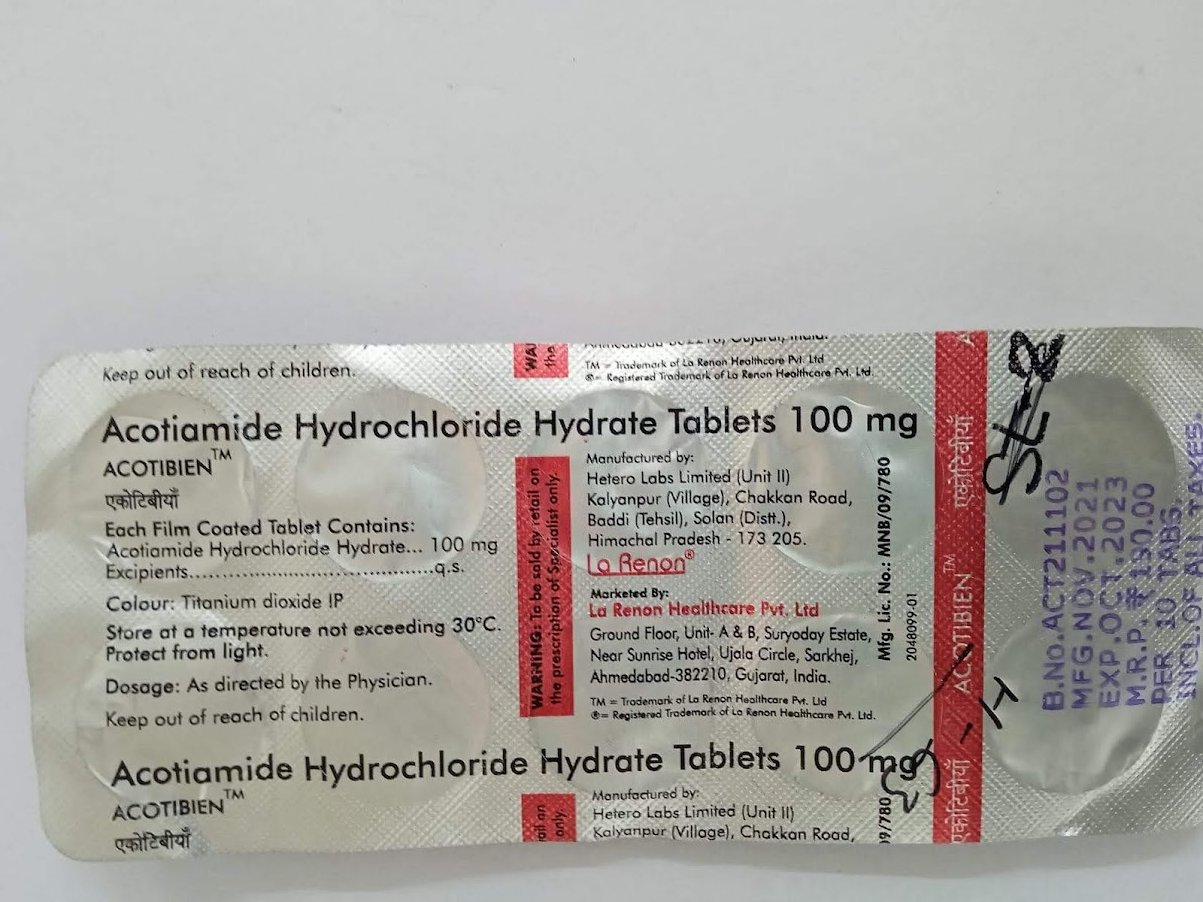 Keep out of reach of children.
TM = Trademark of La Renon Healthcare Pvt. Ltd
®= Registered Trademark of La Renon Healthcare Pvt. Ltd.
Acotiamide Hydrochloride Hydrate Tablets 100 mg
ACOTIBIEN™
एकोटिबीयाँ
Each Film Coated Tablet Contains:
Acotiamide Hydrochloride Hydrate... 100 mg
Excipients.....................................q.s.
Colour: Titanium dioxide IP
Store at a temperature not exceeding 30°C.
Protect from light.
Dosage: As directed by the Physician.
Keep out of reach of children.
WARNING: To be sold by retail on
the prescription of Specialist only.
Manufactured by:
Hetero Labs Limited (Unit II)
Kalyanpur (Village), Chakkan Road,
Baddi (Tehsil), Solan (Distt.),
Himachal Pradesh - 173 205.
La Renon®
Marketed By:
La Renon Healthcare Pvt. Ltd
Ground Floor, Unit- A & B, Suryoday Estate,
Near Sunrise Hotel, Ujala Circle, Sarkhej,
Ahmedabad-382210, Gujarat, India.
TM = Trademark of La Renon Healthcare Pvt. Ltd
®= Registered Trademark of La Renon Healthcare Pvt. Ltd.
Mfg. Lic. No.: MNB/09/780
2048099-01
एकोटिबीयाँ ACOTIBIEN™ एकोटिबीयाँ A
B.No.ACT211102
MFG.NOV.2021
EXP.OCT.2023
M.R.P.₹130.00
PER 10 TABS.
INCL.OF ALL TAXES
Acotiamide Hydrochloride Hydrate Tablets 100 mg
ACOTIBIEN™
एकोटिबीयाँ
ail on
only.
Manufactured by:
Hetero Labs Limited (Unit II)
Kalyanpur (Village), Chakkan Road,
09/780